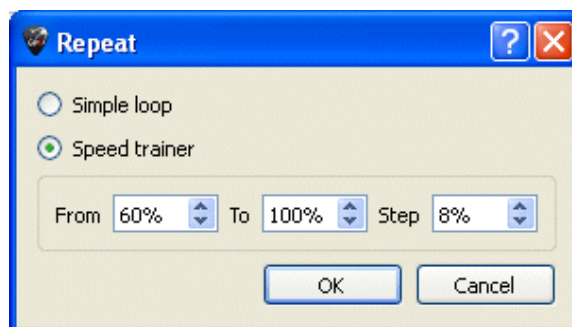 Repeat
Simple loop
Speed trainer
From 60% To 100% Step 8%
OK Cancel